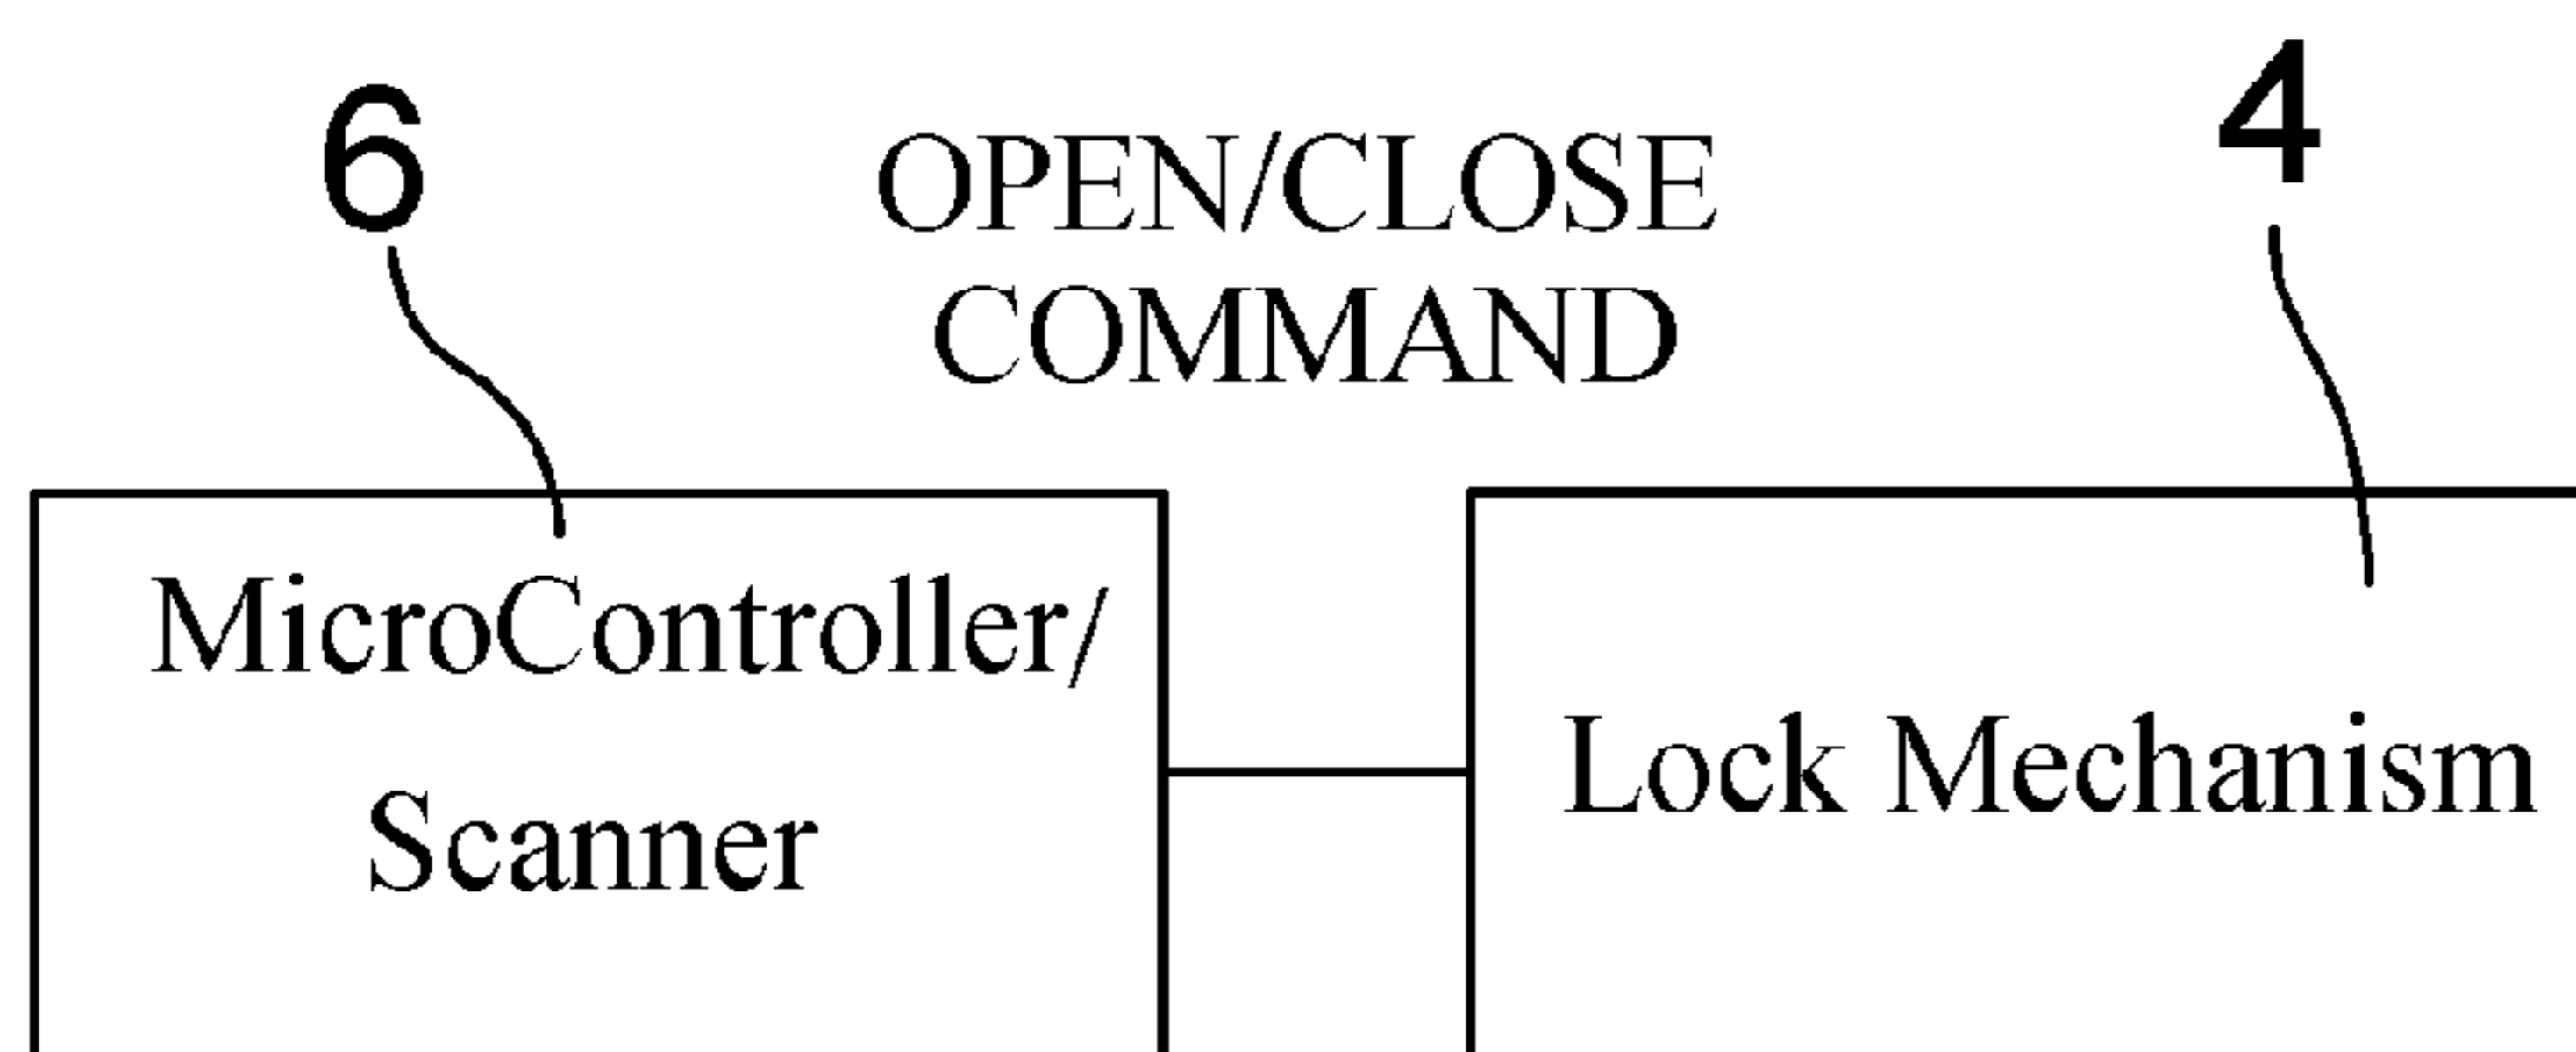 6
4
OPEN/CLOSE
COMMAND
MicroController/
Scanner
Lock Mechanism